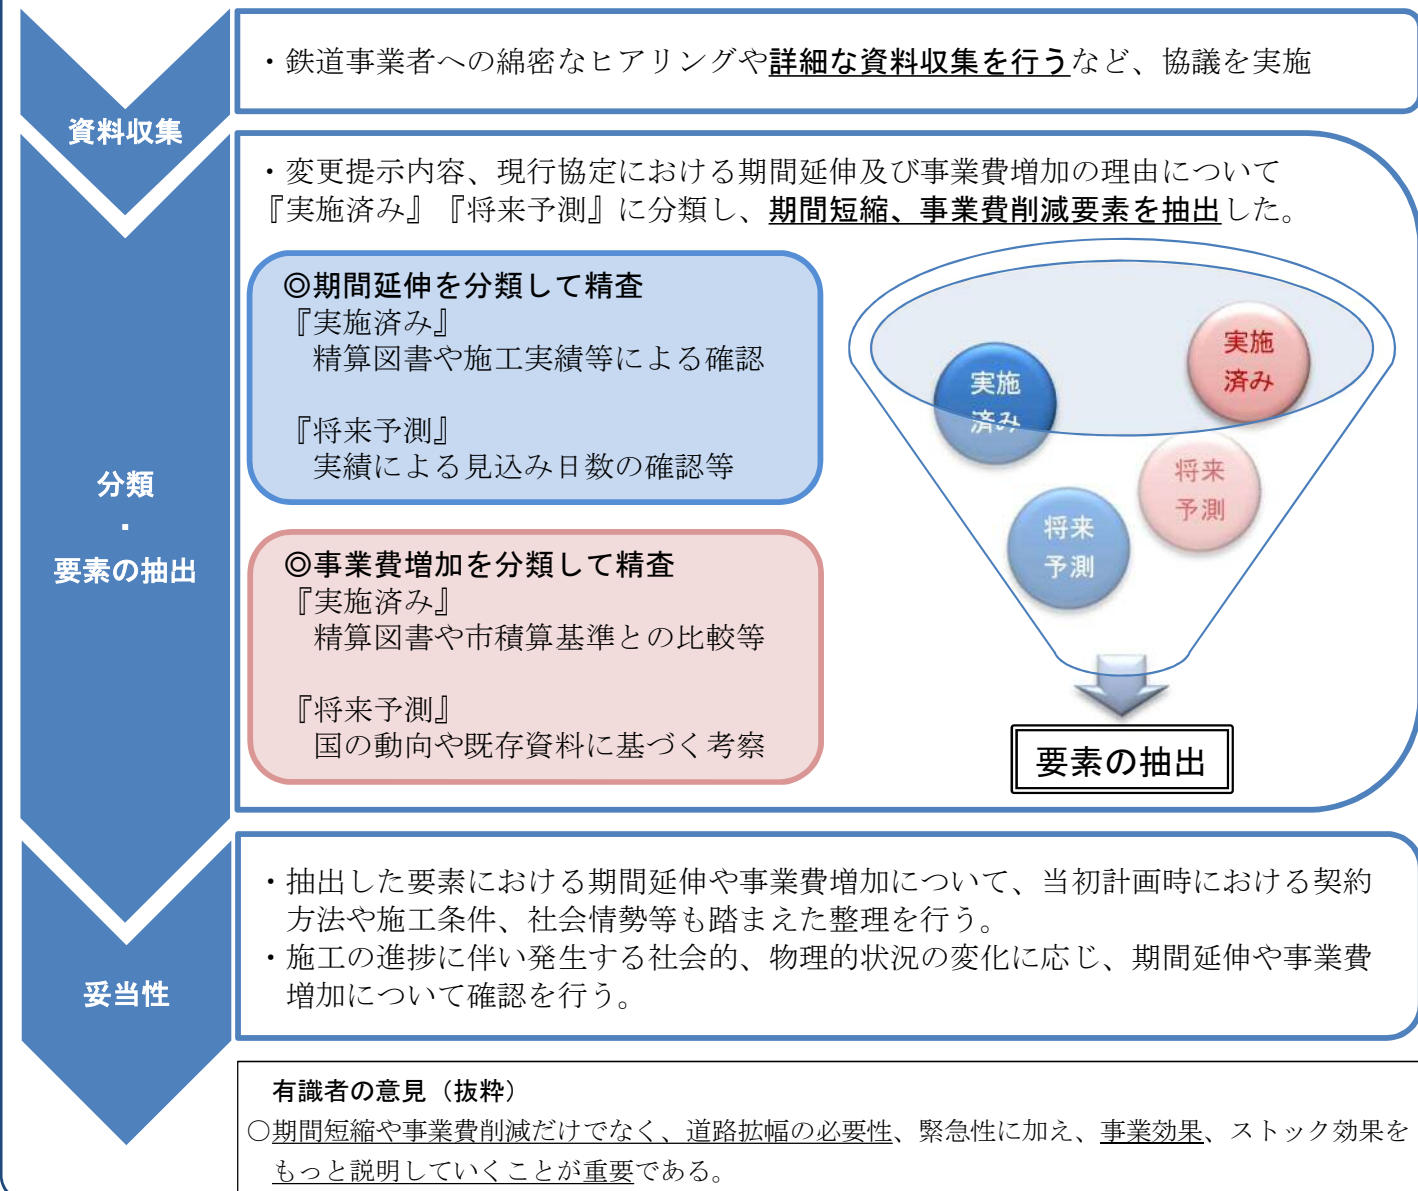 資料収集
・鉄道事業者への綿密なヒアリングや詳細な資料収集を行うなど、協議を実施
分類
・
要素の抽出
・変更提示内容、現行協定における期間延伸及び事業費増加の理由について
『実施済み』『将来予測』に分類し、期間短縮、事業費削減要素を抽出した。
◎期間延伸を分類して精査
『実施済み』
精算図書や施工実績等による確認
『将来予測』
実績による見込み日数の確認等
◎事業費増加を分類して精査
『実施済み』
精算図書や市積算基準との比較等
『将来予測』
国の動向や既存資料に基づく考察
実施
済み
実施
済み
将来
予測
将来
予測
要素の抽出
妥当性
・抽出した要素における期間延伸や事業費増加について、当初計画時における契約
方法や施工条件、社会情勢等も踏まえた整理を行う。
・施工の進捗に伴い発生する社会的、物理的状況の変化に応じ、期間延伸や事業費
増加について確認を行う。
有識者の意見（抜粋）
○期間短縮や事業費削減だけでなく、道路拡幅の必要性、緊急性に加え、事業効果、ストック効果を
もっと説明していくことが重要である。